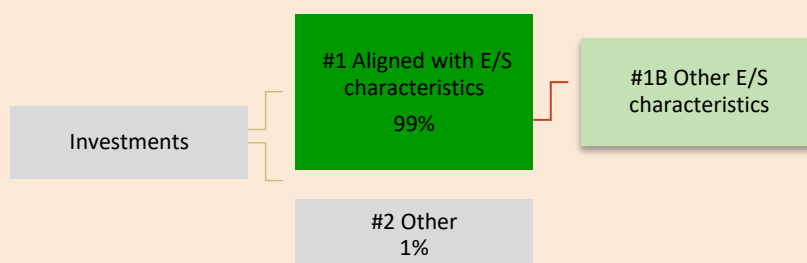 Investments
#1 Aligned with E/S
characteristics
99%
#1B Other E/S
characteristics
#2 Other
1%